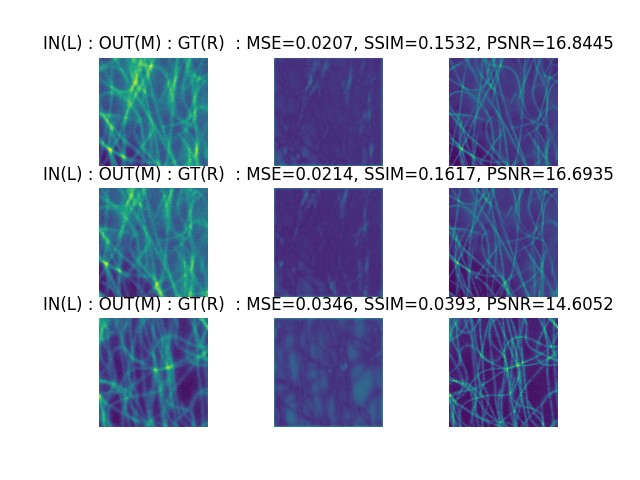 IN(L) : OUT(M) : GT(R)  : MSE=0.0207, SSIM=0.1532, PSNR=16.8445
IN(L) : OUT(M) : GT(R)  : MSE=0.0214, SSIM=0.1617, PSNR=16.6935
IN(L) : OUT(M) : GT(R)  : MSE=0.0346, SSIM=0.0393, PSNR=14.6052